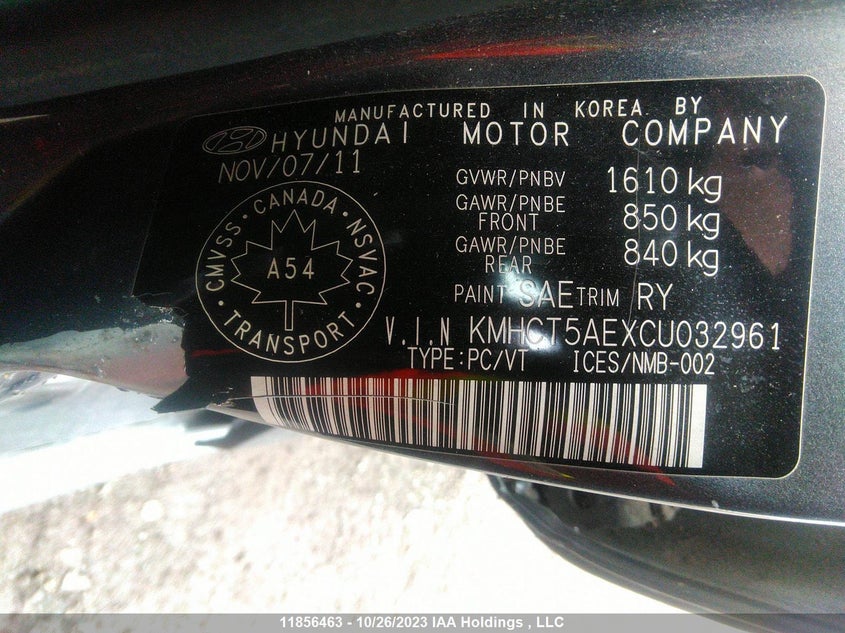 MANUFACTURED IN KOREA BY
HYUNDAI MOTOR COMPANY
NOV/07/11
GVWR/PNBV 1610 kg
GAWR/PNBE FRONT 850 kg
GAWR/PNBE REAR 840 kg
PAINT SAE TRIM RY
CMVSS · CANADA · NSVAC
A54
· TRANSPORT ·
V.I.N KMHCT5AEXCU032961
TYPE:PC/VT ICES/NMB-002
11856463 - 10/26/2023 IAA Holdings , LLC